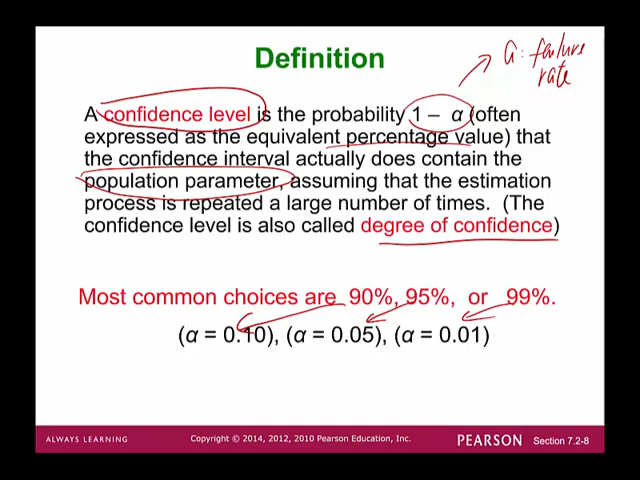 Definition
α: failure
rate
A confidence level is the probability 1 – α (often
expressed as the equivalent percentage value) that
the confidence interval actually does contain the
population parameter, assuming that the estimation
process is repeated a large number of times. (The
confidence level is also called degree of confidence)
Most common choices are 90%, 95%, or 99%.
(α = 0.10), (α = 0.05), (α = 0.01)
ALWAYS LEARNING
Copyright © 2014, 2012, 2010 Pearson Education, Inc.
PEARSON
Section 7.2-8